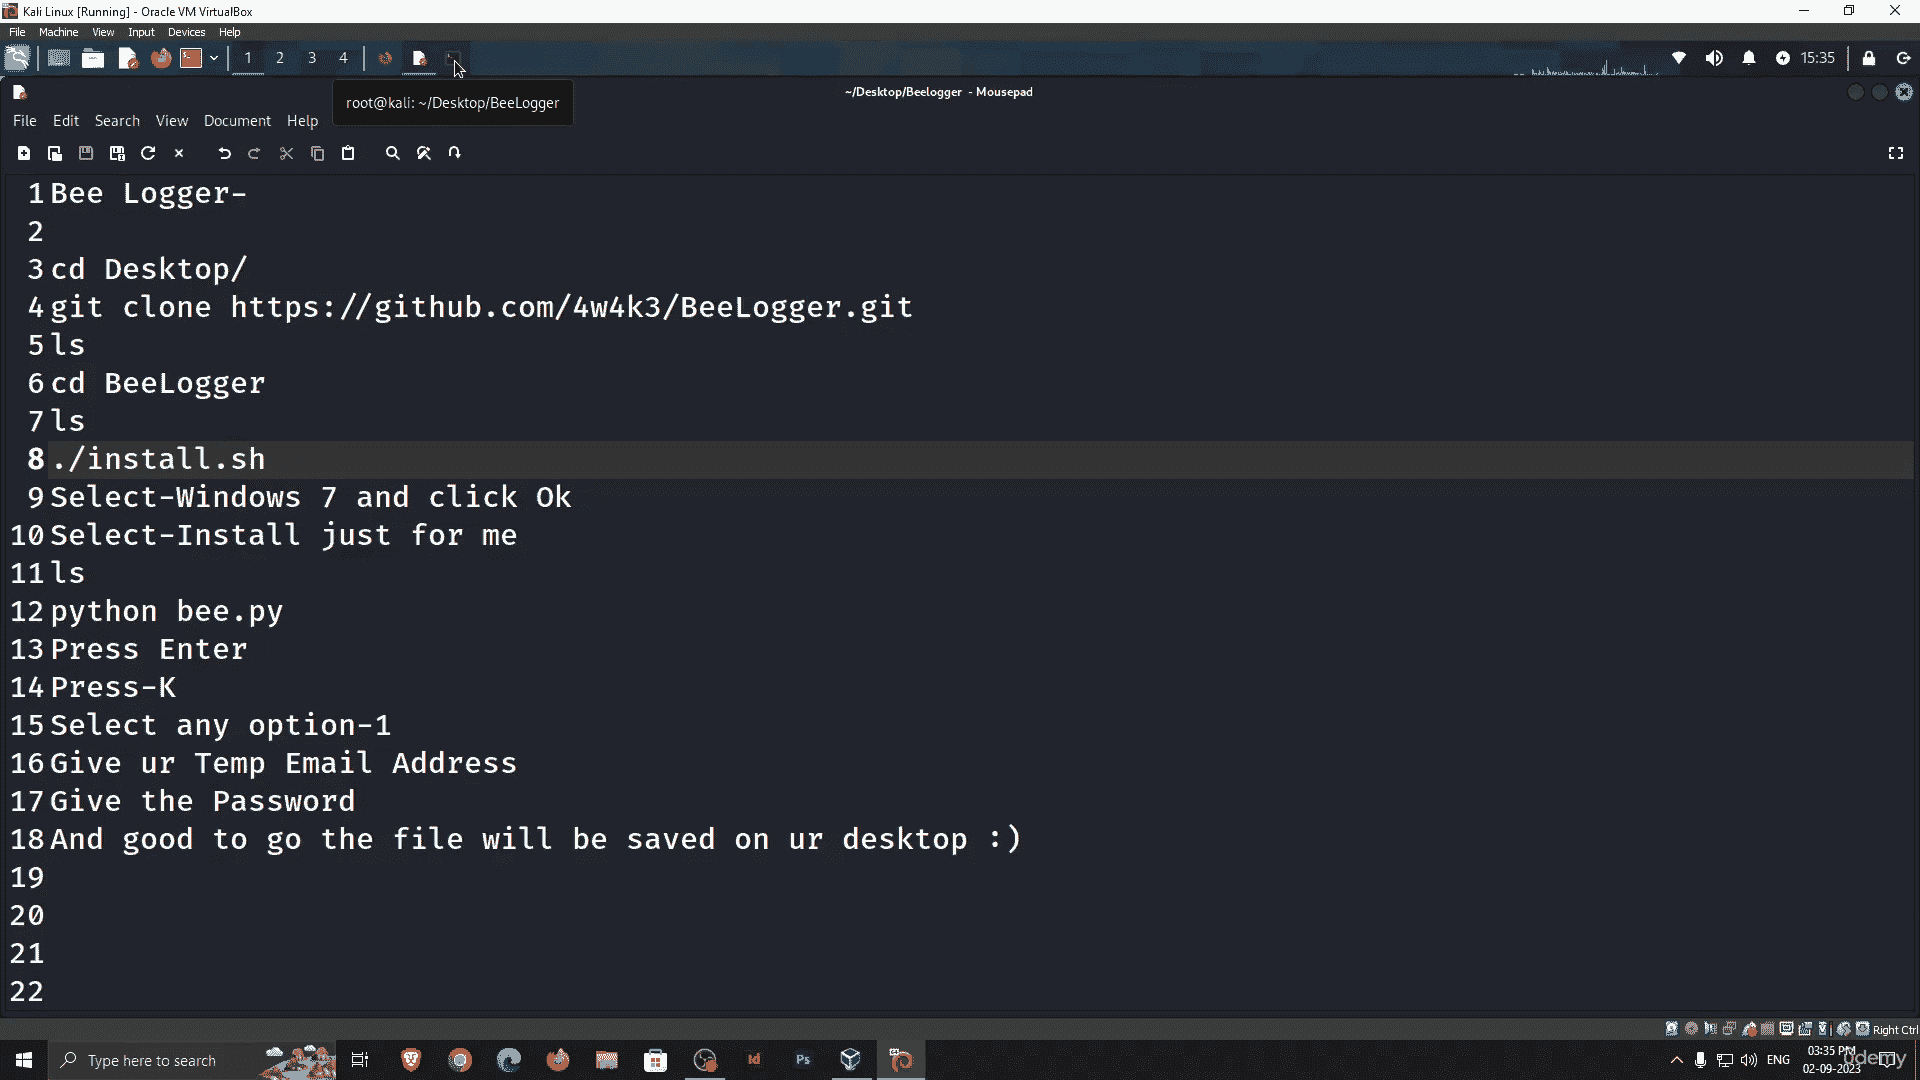 Kali Linux [Running] - Oracle VM VirtualBox
File Machine View Input Devices Help
1 2 3 4 15:35
~/Desktop/Beelogger - Mousepad
root@kali: ~/Desktop/BeeLogger
File Edit Search View Document Help
1 Bee Logger-
2
3 cd Desktop/
4 git clone https://github.com/4w4k3/BeeLogger.git
5 ls
6 cd BeeLogger
7 ls
8 ./install.sh
9 Select-Windows 7 and click Ok
10 Select-Install just for me
11 ls
12 python bee.py
13 Press Enter
14 Press-K
15 Select any option-1
16 Give ur Temp Email Address
17 Give the Password
18 And good to go the file will be saved on ur desktop :)
19
20
21
22
Right Ctrl
Type here to search
Id Ps
ENG
03:35 PM
02-09-2023
udemy